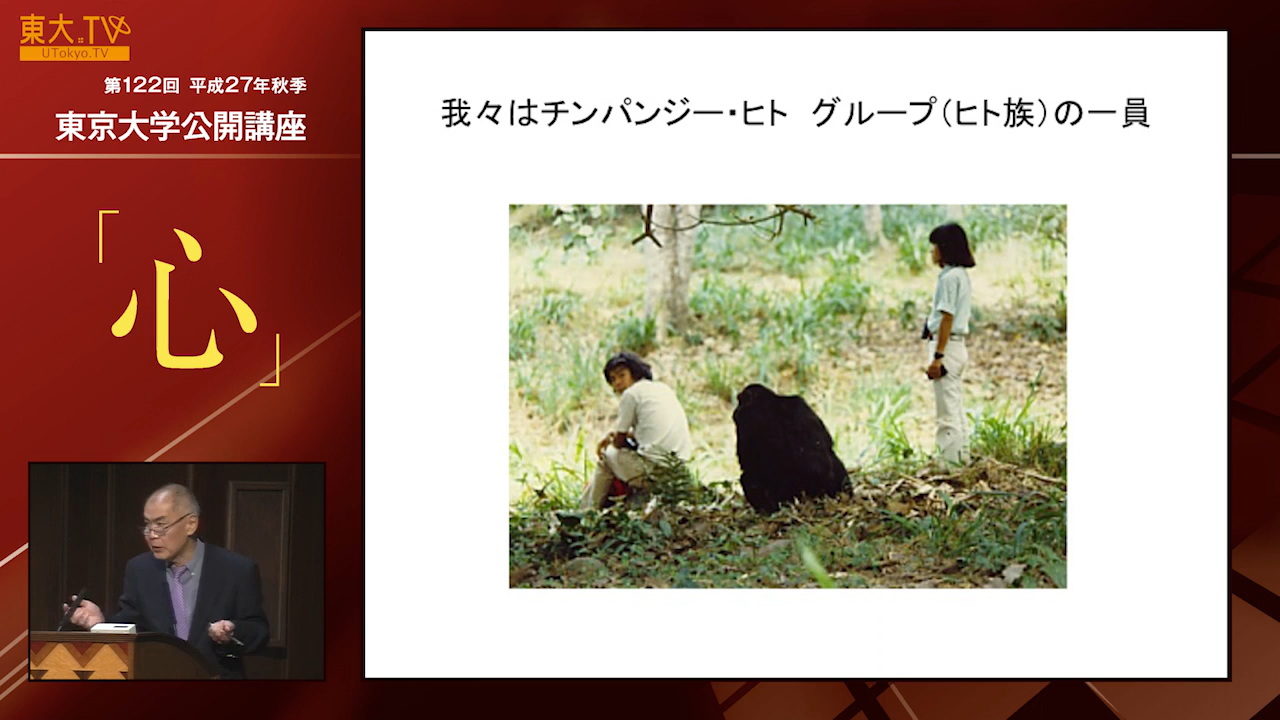 東大.TV
UTokyo.TV
第122回 平成27年秋季
東京大学公開講座
「心」
我々はチンパンジー・ヒト グループ(ヒト族)の一員